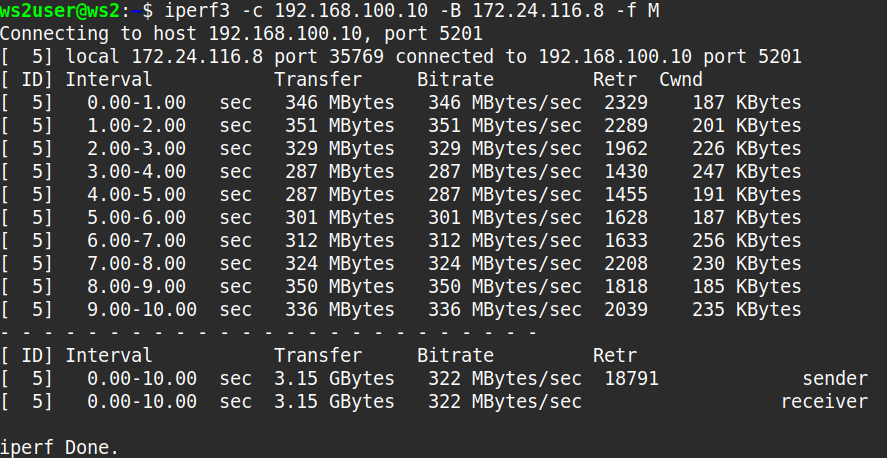 ws2user@ws2:~$ iperf3 -c 192.168.100.10 -B 172.24.116.8 -f M
Connecting to host 192.168.100.10, port 5201
[  5] local 172.24.116.8 port 35769 connected to 192.168.100.10 port 5201
[ ID] Interval           Transfer     Bitrate         Retr  Cwnd
[  5]   0.00-1.00   sec   346 MBytes   346 MBytes/sec  2329    187 KBytes
[  5]   1.00-2.00   sec   351 MBytes   351 MBytes/sec  2289    201 KBytes
[  5]   2.00-3.00   sec   329 MBytes   329 MBytes/sec  1962    226 KBytes
[  5]   3.00-4.00   sec   287 MBytes   287 MBytes/sec  1430    247 KBytes
[  5]   4.00-5.00   sec   287 MBytes   287 MBytes/sec  1455    191 KBytes
[  5]   5.00-6.00   sec   301 MBytes   301 MBytes/sec  1628    187 KBytes
[  5]   6.00-7.00   sec   312 MBytes   312 MBytes/sec  1633    256 KBytes
[  5]   7.00-8.00   sec   324 MBytes   324 MBytes/sec  2208    230 KBytes
[  5]   8.00-9.00   sec   350 MBytes   350 MBytes/sec  1818    185 KBytes
[  5]   9.00-10.00  sec   336 MBytes   336 MBytes/sec  2039    235 KBytes
- - - - - - - - - - - - - - - - - - - - - - - - -
[ ID] Interval           Transfer     Bitrate         Retr
[  5]   0.00-10.00  sec  3.15 GBytes   322 MBytes/sec  18791             sender
[  5]   0.00-10.00  sec  3.15 GBytes   322 MBytes/sec                  receiver

iperf Done.